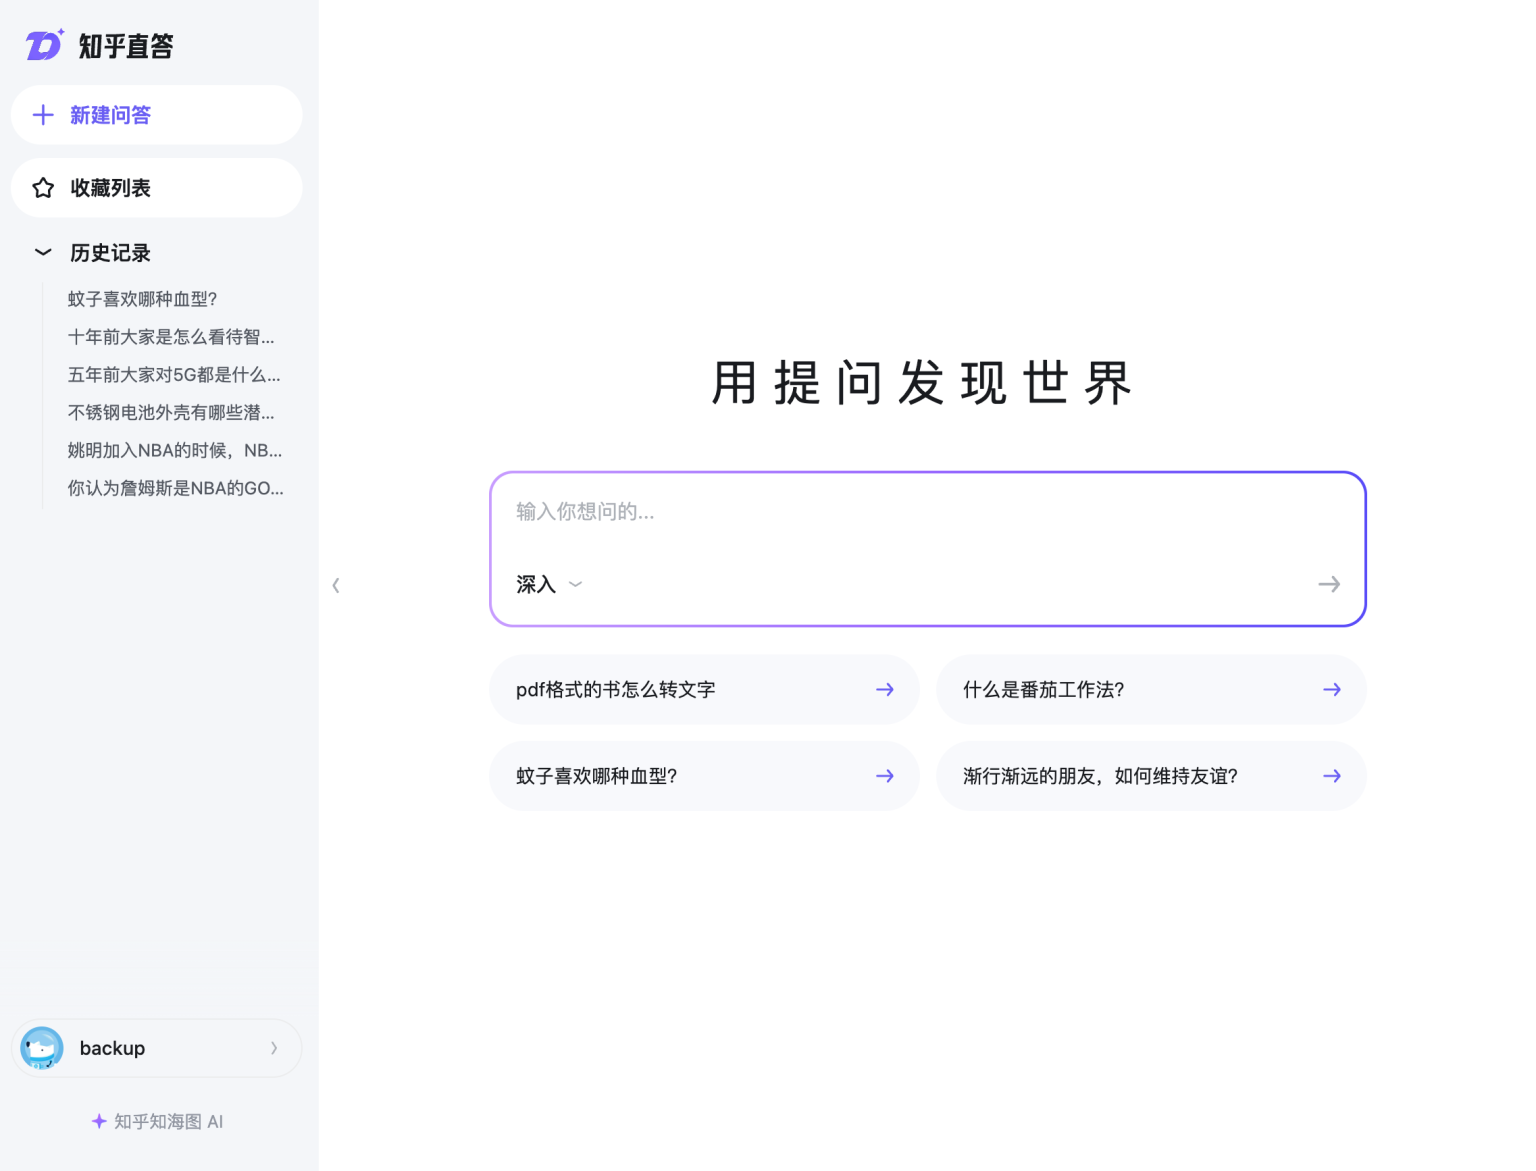 知乎直答
新建问答
收藏列表
历史记录
蚊子喜欢哪种血型?
十年前大家是怎么看待智...
五年前大家对5G都是什么...
不锈钢电池外壳有哪些潜...
姚明加入NBA的时候，NB...
你认为詹姆斯是NBA的GO...
backup
知乎知海图 AI
用提问发现世界
输入你想问的...
深入
pdf格式的书怎么转文字
什么是番茄工作法?
蚊子喜欢哪种血型?
渐行渐远的朋友，如何维持友谊?